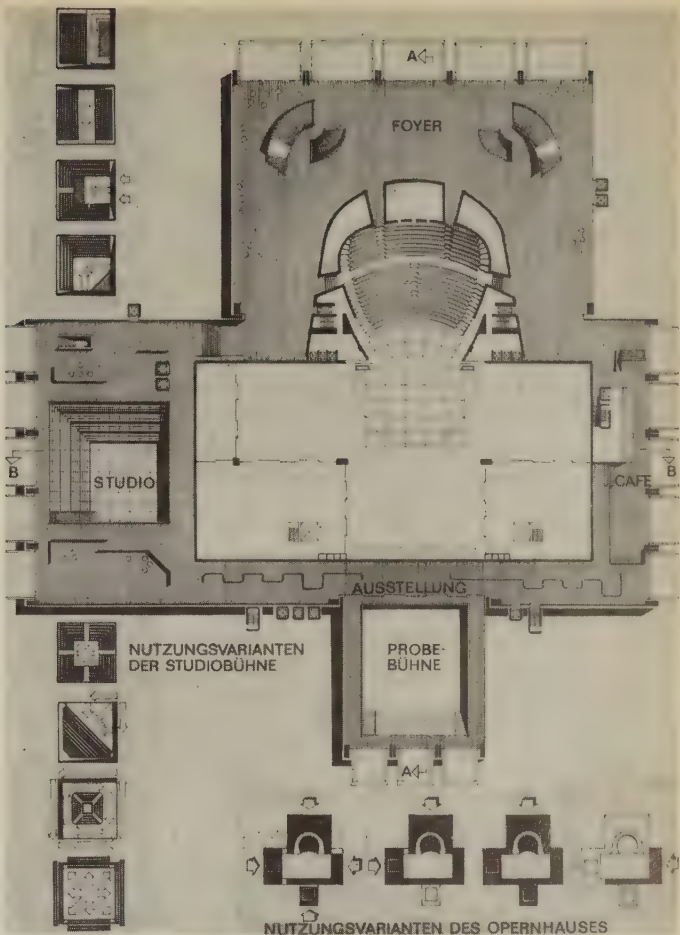 A
FOYER
B
STUDIO
B
CAFE
AUSSTELLUNG
NUTZUNGSVARIANTEN
DER STUDIOBÜHNE
PROBE-
BÜHNE
A
NUTZUNGSVARIANTEN DES OPERNHAUSES